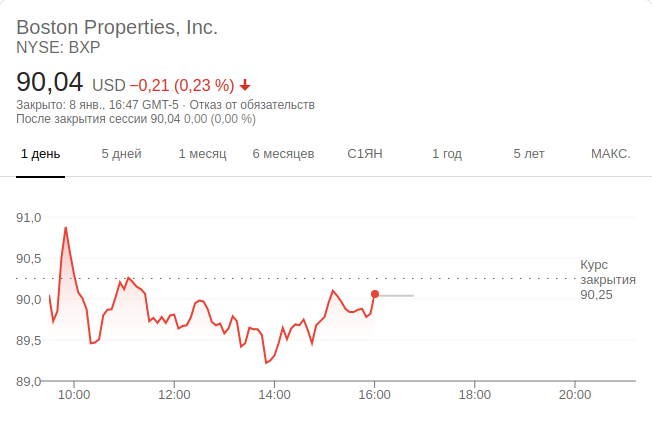 Boston Properties, Inc.
NYSE: BXP
90,04 USD −0,21 (0,23 %)
Закрыто: 8 янв., 16:47 GMT-5 · Отказ от обязательств
После закрытия сессии 90,04 0,00 (0,00 %)
1 день 5 дней 1 месяц 6 месяцев С1ЯН 1 год 5 лет МАКС.
91,0
90,5
Курс
закрытия
90,25
90,0
89,5
89,0
10:00 12:00 14:00 16:00 18:00 20:00